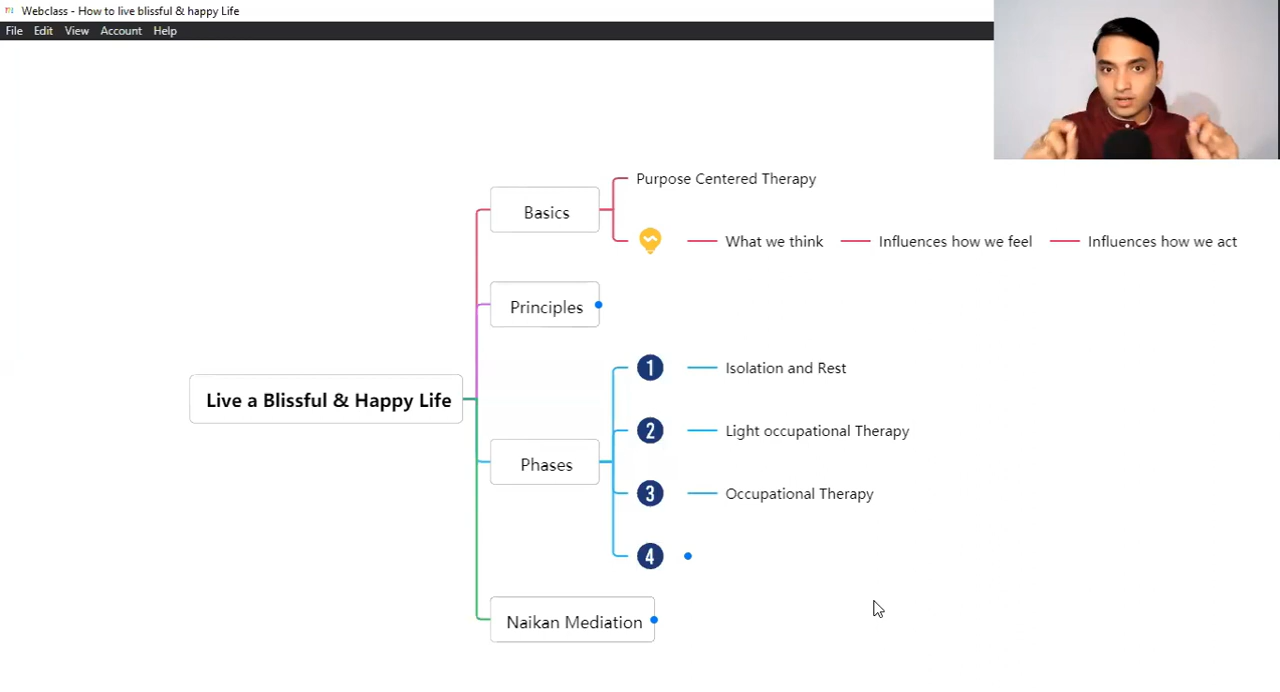 Webclass - How to live blissful & happy Life
File Edit View Account Help
Purpose Centered Therapy
Basics
What we think
Influences how we feel
Influences how we act
Principles
1
Isolation and Rest
Live a Blissful & Happy Life
2
Light occupational Therapy
Phases
3
Occupational Therapy
4
Naikan Mediation